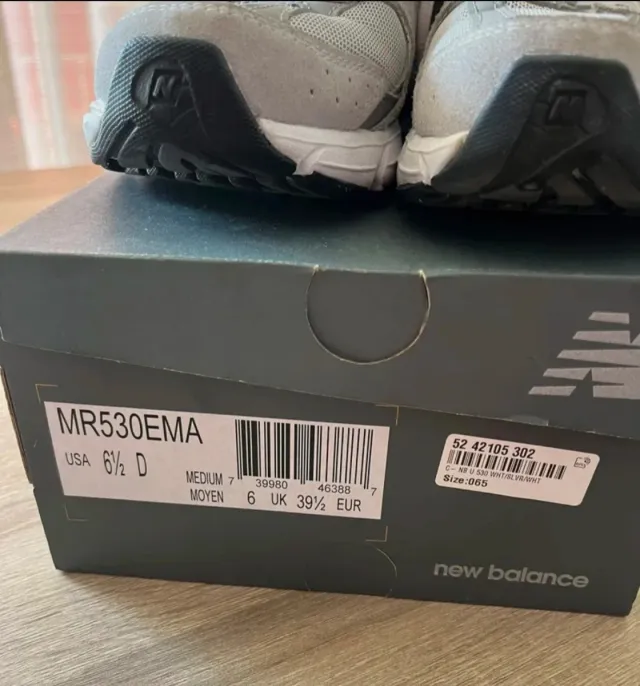 MR530EMA
USA 6½ D
MEDIUM
MOYEN
7 39980 46388 7
6 UK 39½ EUR
52 42105 302
C- NB U 530 WHT/SLVR/WHT
Size:065
N
new balance